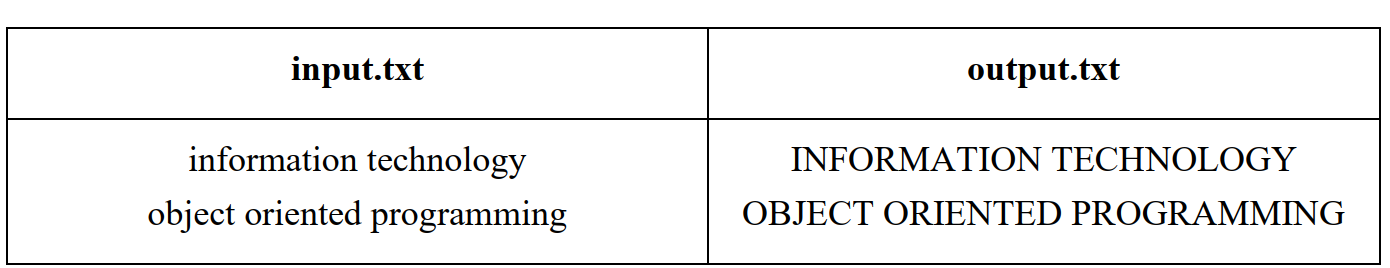 input.txt
output.txt
information technology
object oriented programming
INFORMATION TECHNOLOGY
OBJECT ORIENTED PROGRAMMING